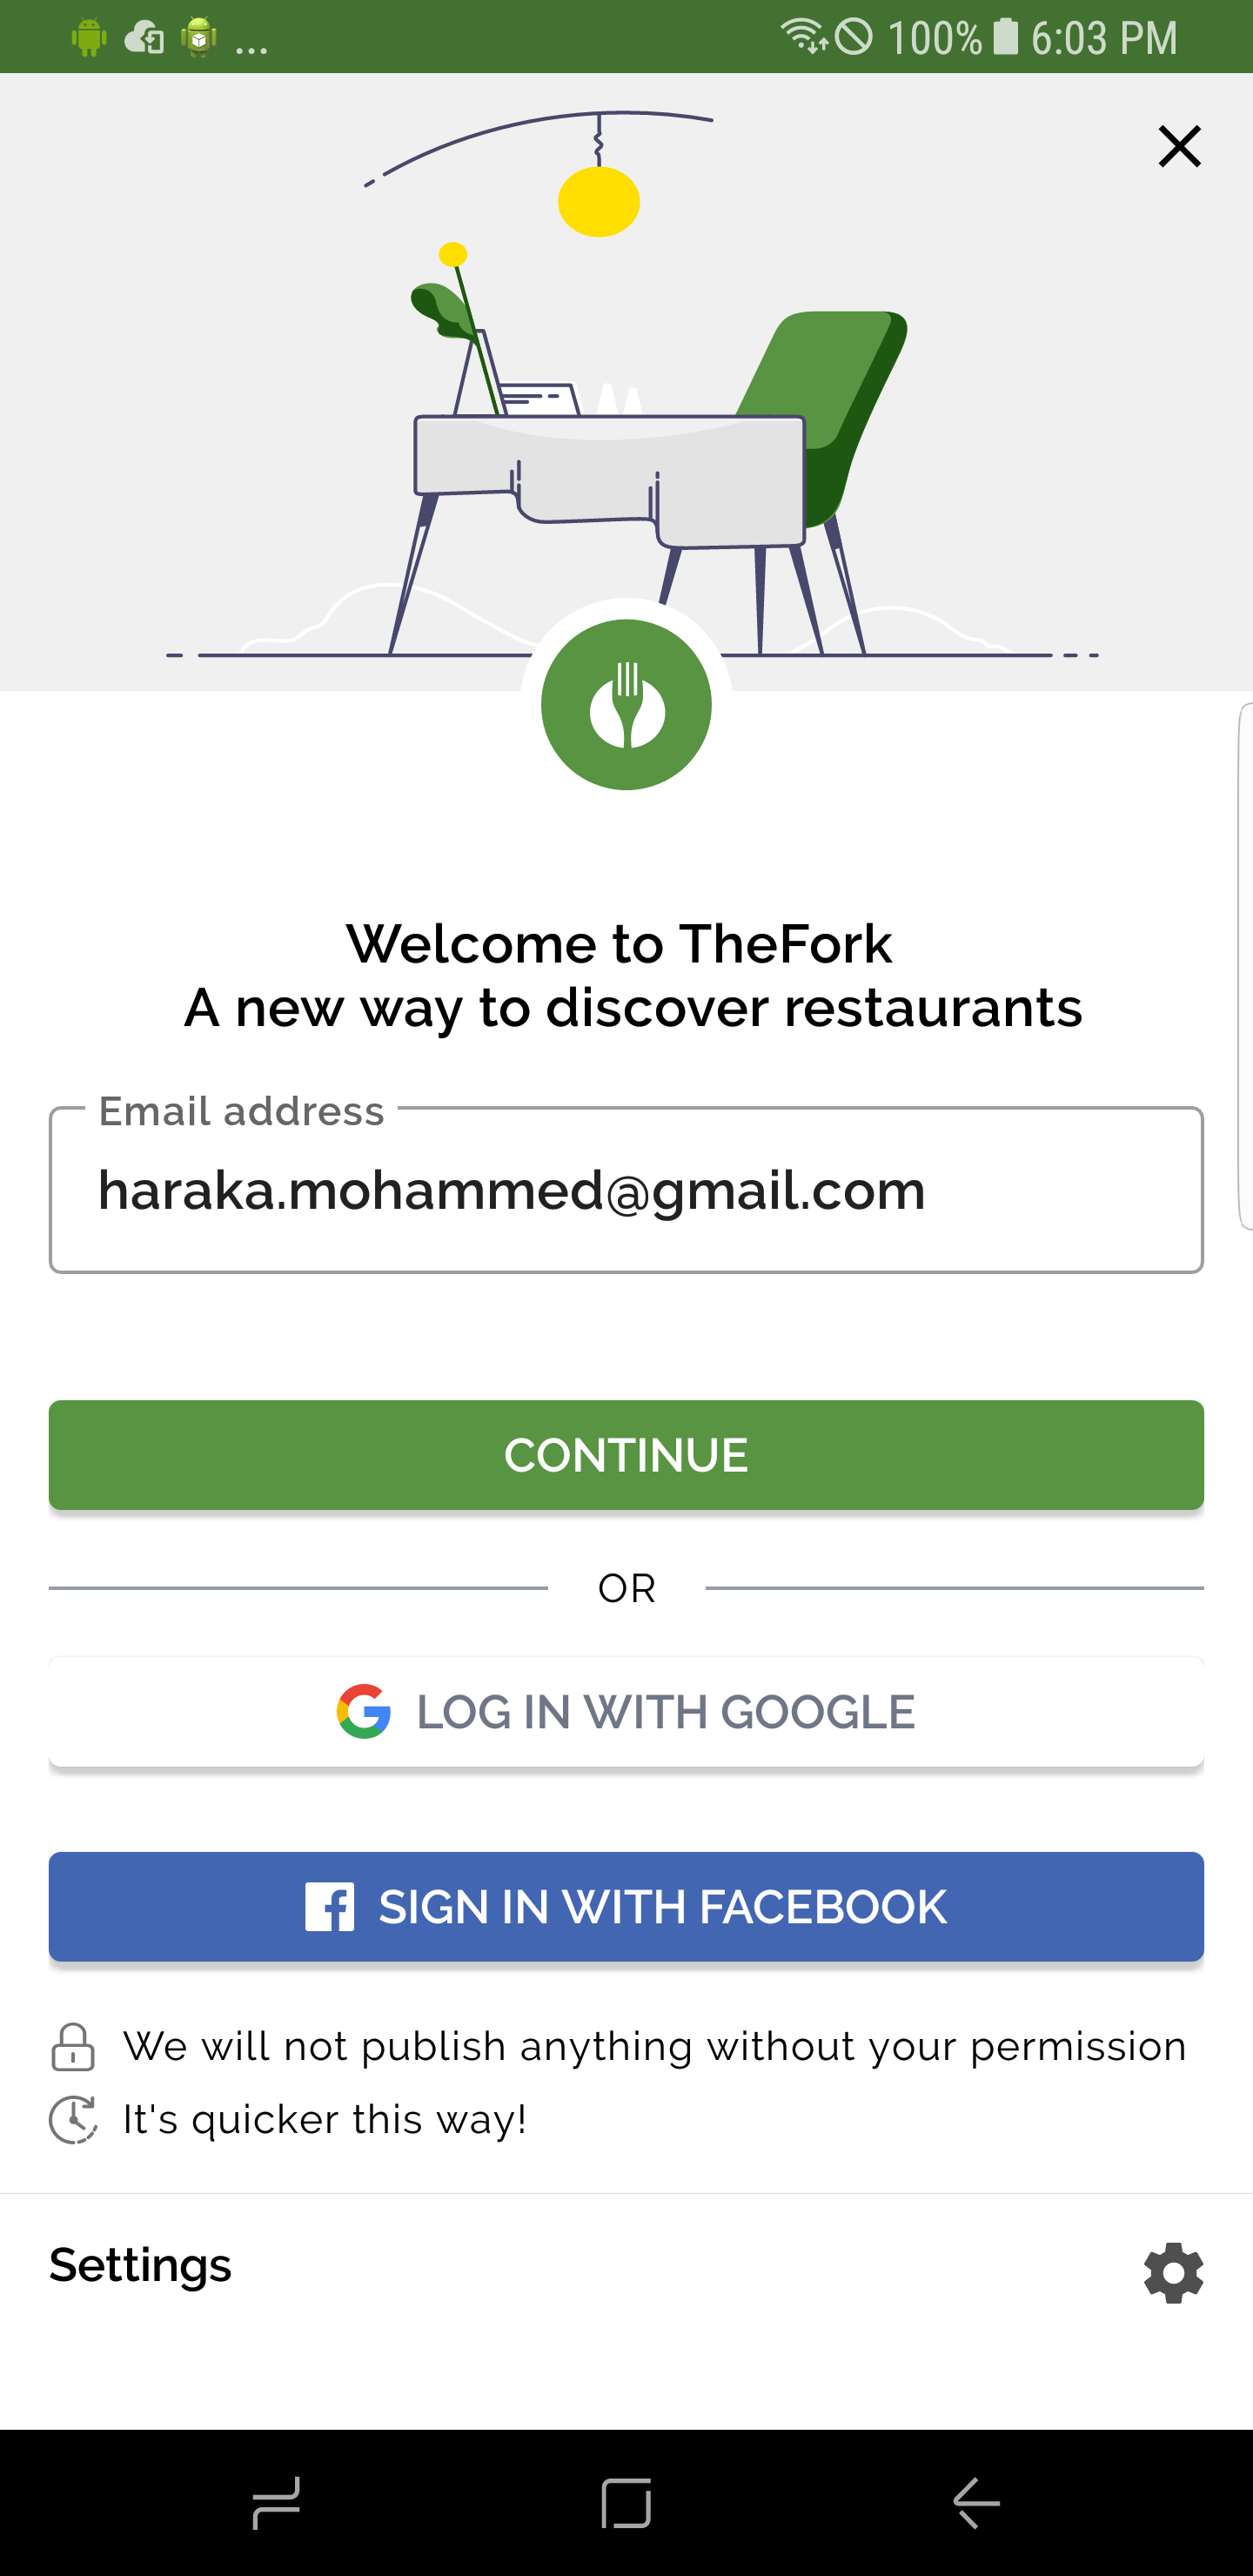 ... 100% 6:03 PM
Welcome to TheFork
A new way to discover restaurants
Email address
haraka.mohammed@gmail.com
CONTINUE
OR
LOG IN WITH GOOGLE
SIGN IN WITH FACEBOOK
We will not publish anything without your permission
It's quicker this way!
Settings